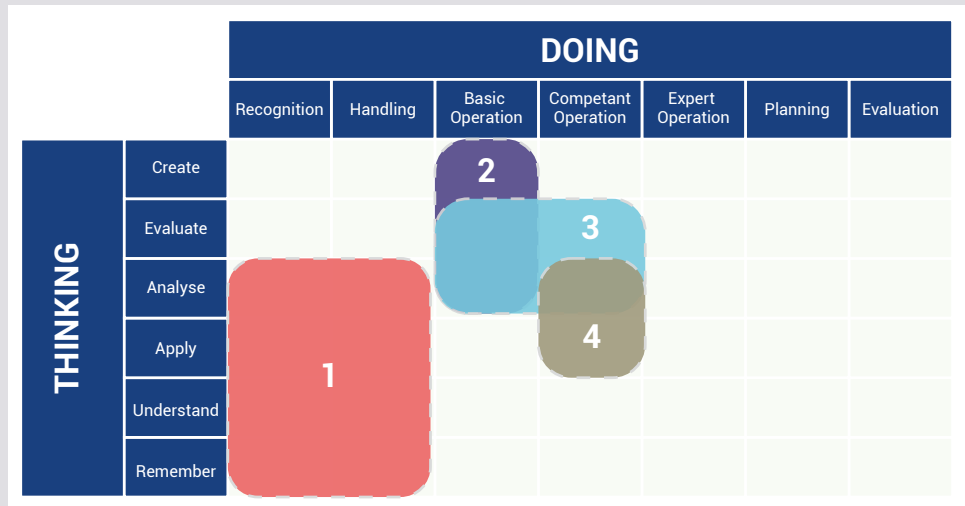 DOING
Recognition
Handling
Basic
Operation
Competant
Operation
Expert
Operation
Planning
Evaluation
THINKING
Create
Evaluate
Analyse
Apply
Understand
Remember
2
3
4
1